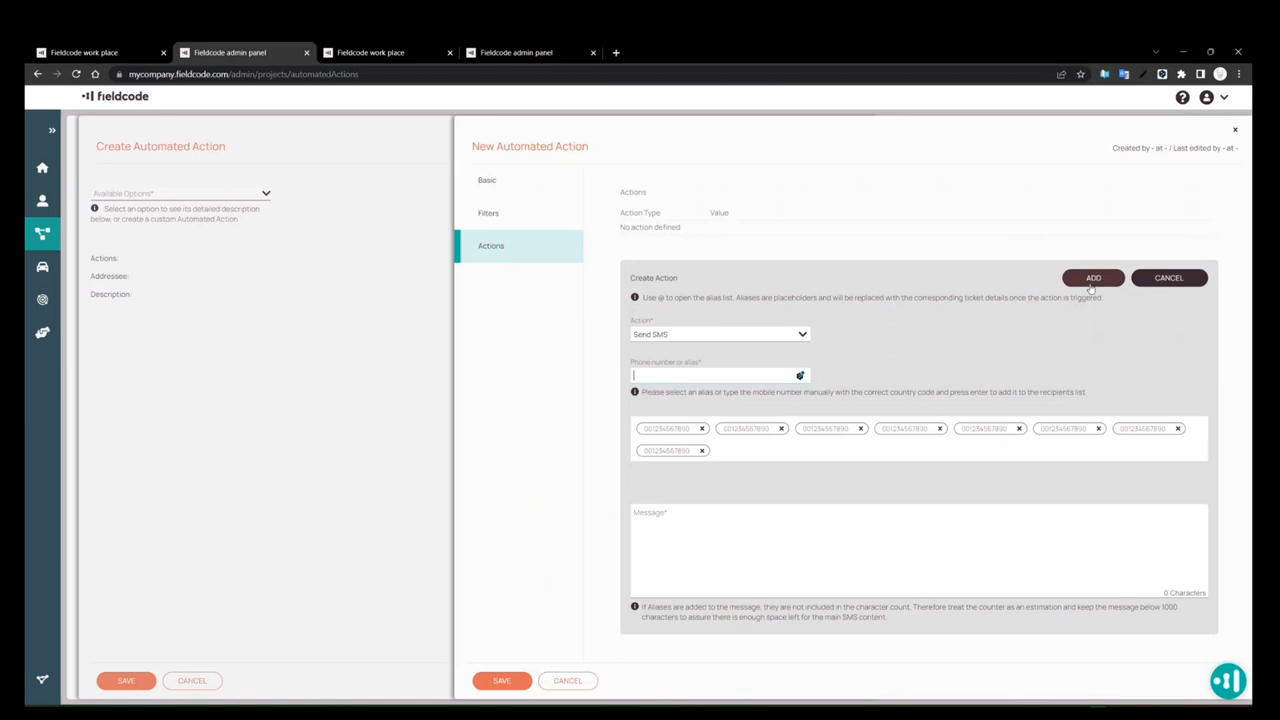 Fieldcode work place
Fieldcode admin panel
Fieldcode work place
Fieldcode admin panel
mycompany.fieldcode.com/admin/projects/automatedActions
fieldcode
Create Automated Action
Available Options*
Select an option to see its detailed description
below, or create a custom Automated Action
Actions:
Addressee:
Description:
SAVE
CANCEL
New Automated Action
Created by - at - / Last edited by - at -
Basic
Filters
Actions
Actions
Action Type Value
No action defined
Create Action
ADD
CANCEL
Use @ to open the alias list. Aliases are placeholders and will be replaced with the corresponding ticket details once the action is triggered.
Action*
Send SMS
Phone number or alias*
Please select an alias or type the mobile number manually with the correct country code and press enter to add it to the recipients list
001234567890 001234567890 001234567890 001234567890 001234567890 001234567890 001234567890
001234567890
Message*
0 Characters
If Aliases are added to the message, they are not included in the character count. Therefore treat the counter as an estimation and keep the message below 1000
characters to assure there is enough space left for the main SMS content.
SAVE
CANCEL